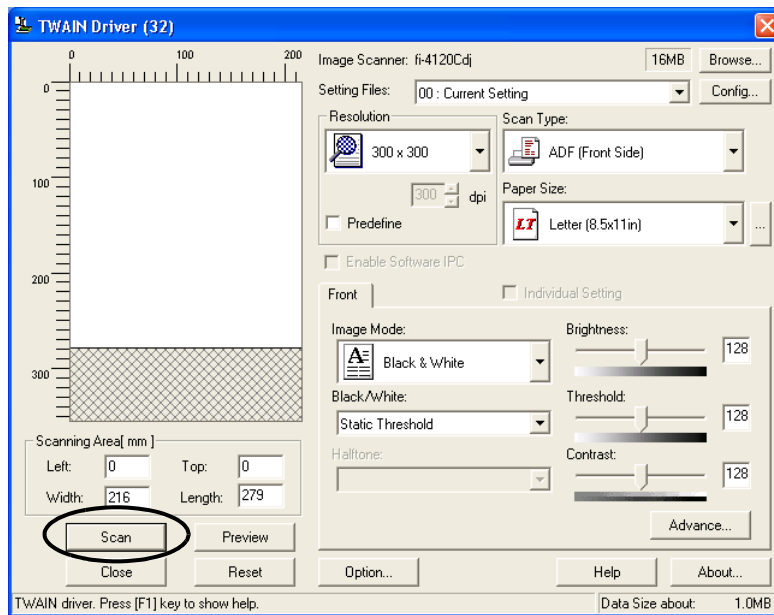 TWAIN Driver (32)
0 100 200
Image Scanner: fi-4120Cdj 16MB Browse...
0
Setting Files: 00 : Current Setting Config...
Resolution Scan Type:
300 x 300 ADF (Front Side)
100
300 dpi Paper Size:
Predefine LT Letter (8.5x11in) ...
Enable Software IPC
200
Front Individual Setting
Image Mode: Brightness:
A Black & White 128
300
Black/White: Threshold:
Static Threshold 128
Scanning Area[ mm ]
Halftone: Contrast:
Left: 0 Top: 0
128
Width: 216 Length: 279
Advance...
Scan Preview
Close Reset Option... Help About...
TWAIN driver. Press [F1] key to show help. Data Size about: 1.0MB